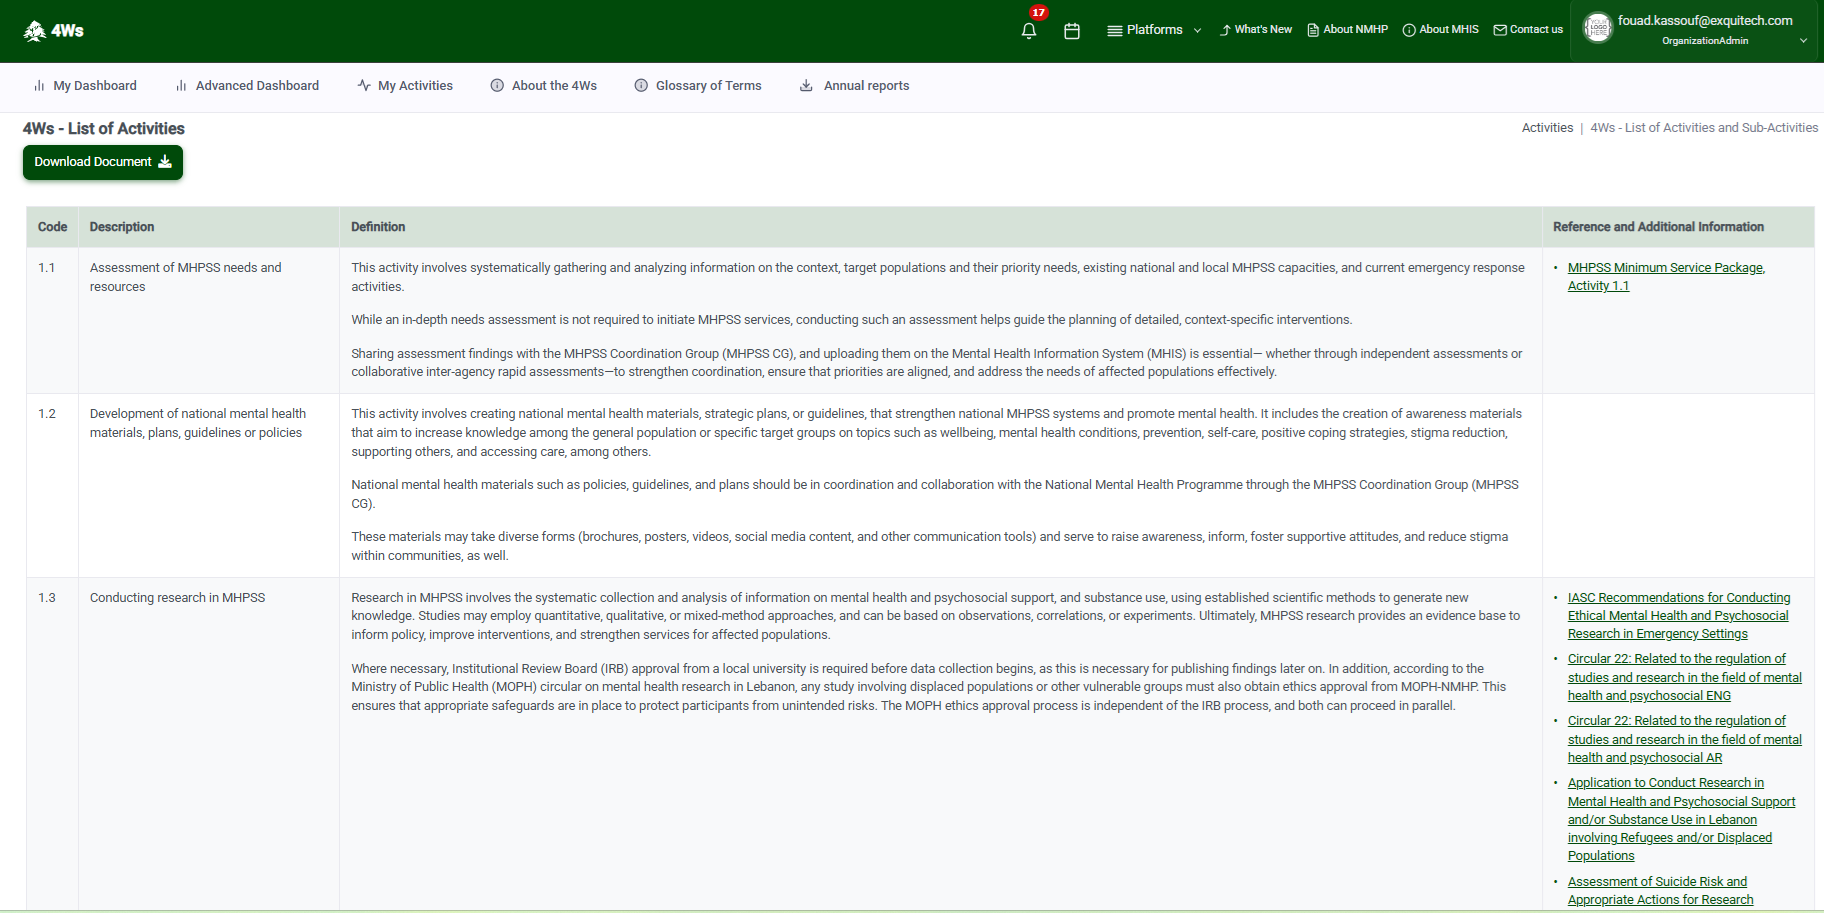 4Ws
17
Platforms
What's New
About NMHP
About MHIS
Contact us
YOUR LOGO HERE
fouad.kassouf@exquitech.com
OrganizationAdmin
My Dashboard
Advanced Dashboard
My Activities
About the 4Ws
Glossary of Terms
Annual reports
4Ws - List of Activities
Activities | 4Ws - List of Activities and Sub-Activities
Download Document
Code
Description
Definition
Reference and Additional Information
1.1
Assessment of MHPSS needs and
resources
This activity involves systematically gathering and analyzing information on the context, target populations and their priority needs, existing national and local MHPSS capacities, and current emergency response
activities.
While an in-depth needs assessment is not required to initiate MHPSS services, conducting such an assessment helps guide the planning of detailed, context-specific interventions.
Sharing assessment findings with the MHPSS Coordination Group (MHPSS CG), and uploading them on the Mental Health Information System (MHIS) is essential— whether through independent assessments or
collaborative inter-agency rapid assessments—to strengthen coordination, ensure that priorities are aligned, and address the needs of affected populations effectively.
• MHPSS Minimum Service Package,
Activity 1.1
1.2
Development of national mental health
materials, plans, guidelines or policies
This activity involves creating national mental health materials, strategic plans, or guidelines, that strengthen national MHPSS systems and promote mental health. It includes the creation of awareness materials
that aim to increase knowledge among the general population or specific target groups on topics such as wellbeing, mental health conditions, prevention, self-care, positive coping strategies, stigma reduction,
supporting others, and accessing care, among others.
National mental health materials such as policies, guidelines, and plans should be in coordination and collaboration with the National Mental Health Programme through the MHPSS Coordination Group (MHPSS
CG).
These materials may take diverse forms (brochures, posters, videos, social media content, and other communication tools) and serve to raise awareness, inform, foster supportive attitudes, and reduce stigma
within communities, as well.
1.3
Conducting research in MHPSS
Research in MHPSS involves the systematic collection and analysis of information on mental health and psychosocial support, and substance use, using established scientific methods to generate new
knowledge. Studies may employ quantitative, qualitative, or mixed-method approaches, and can be based on observations, correlations, or experiments. Ultimately, MHPSS research provides an evidence base to
inform policy, improve interventions, and strengthen services for affected populations.
Where necessary, Institutional Review Board (IRB) approval from a local university is required before data collection begins, as this is necessary for publishing findings later on. In addition, according to the
Ministry of Public Health (MOPH) circular on mental health research in Lebanon, any study involving displaced populations or other vulnerable groups must also obtain ethics approval from MOPH-NMHP. This
ensures that appropriate safeguards are in place to protect participants from unintended risks. The MOPH ethics approval process is independent of the IRB process, and both can proceed in parallel.
• IASC Recommendations for Conducting
Ethical Mental Health and Psychosocial
Research in Emergency Settings
• Circular 22: Related to the regulation of
studies and research in the field of mental
health and psychosocial ENG
• Circular 22: Related to the regulation of
studies and research in the field of mental
health and psychosocial AR
• Application to Conduct Research in
Mental Health and Psychosocial Support
and/or Substance Use in Lebanon
involving Refugees and/or Displaced
Populations
• Assessment of Suicide Risk and
Appropriate Actions for Research